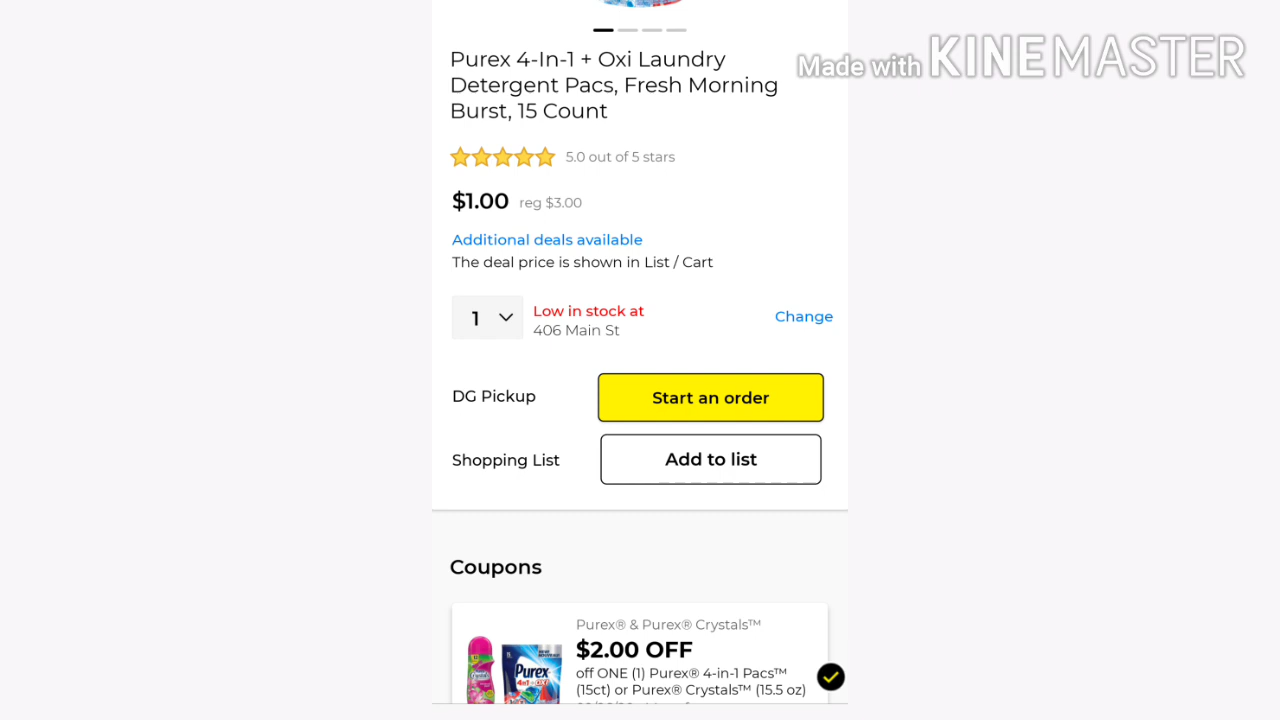 Made with KINEMASTER
Purex 4-In-1 + Oxi Laundry
Detergent Pacs, Fresh Morning
Burst, 15 Count
5.0 out of 5 stars
$1.00 reg $3.00
Additional deals available
The deal price is shown in List / Cart
1
Low in stock at
406 Main St
Change
DG Pickup
Start an order
Shopping List
Add to list
Coupons
Purex® & Purex® Crystals™
$2.00 OFF
off ONE (1) Purex® 4-in-1 Pacs™
(15ct) or Purex® Crystals™ (15.5 oz)
Purex
4in1